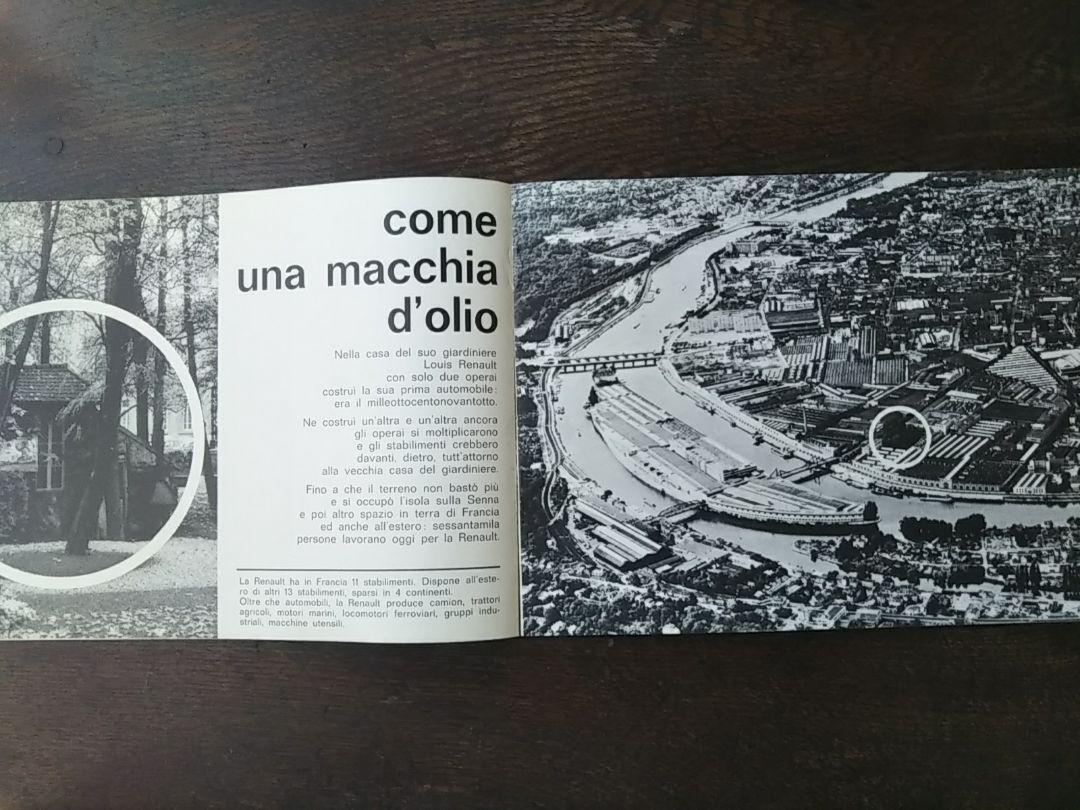 come
una macchia
d'olio
Nella casa del suo giardiniere
Louis Renault
con solo due operai
costruì la sua prima automobile:
era il milleottocentonovantotto.
Ne costruì un'altra e un'altra ancora
gli operai si moltiplicarono
e gli stabilimenti crebbero
davanti, dietro, tutt'attorno
alla vecchia casa del giardiniere.
Fino a che il terreno non bastò più
e si occupò l'isola sulla Senna
e poi altro spazio in terra di Francia
ed anche all'estero: sessantamila
persone lavorano oggi per la Renault.
La Renault ha in Francia 11 stabilimenti. Dispone all'este-
ro di altri 13 stabilimenti, sparsi in 4 continenti.
Oltre che automobili, la Renault produce camion, trattori
agricoli, motori marini, locomotori ferroviari, gruppi indu-
striali, macchine utensili.